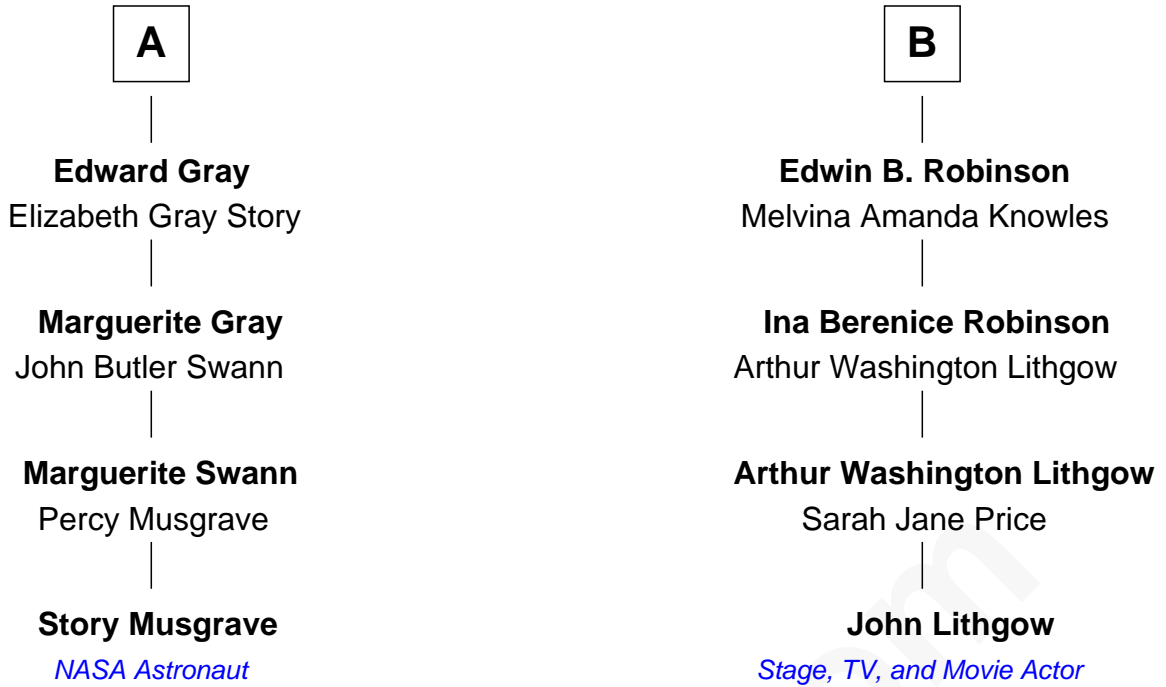 A
Edward Gray
Elizabeth Gray Story
Marguerite Gray
John Butler Swann
Marguerite Swann
Percy Musgrave
Story Musgrave
NASA Astronaut
B
Edwin B. Robinson
Melvina Amanda Knowles
Ina Berenice Robinson
Arthur Washington Lithgow
Arthur Washington Lithgow
Sarah Jane Price
John Lithgow
Stage, TV, and Movie Actor